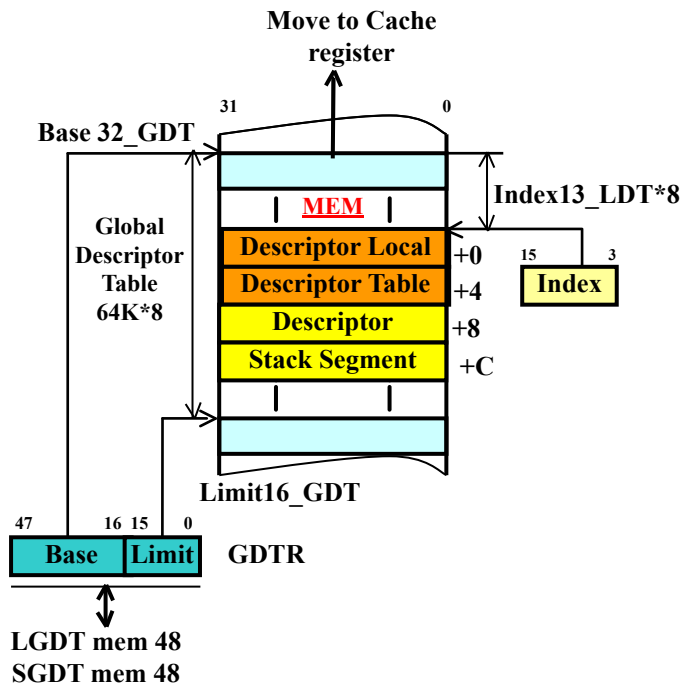 Move to Cache
register
31 0
Base 32_GDT
Index13_LDT*8
MEM
Global
Descriptor
Table
64K*8
Descriptor Local +0
15 3
Descriptor Table +4
Index
Descriptor +8
Stack Segment +C
Limit16_GDT
47 16 15 0
Base Limit GDTR
LGDT mem 48
SGDT mem 48